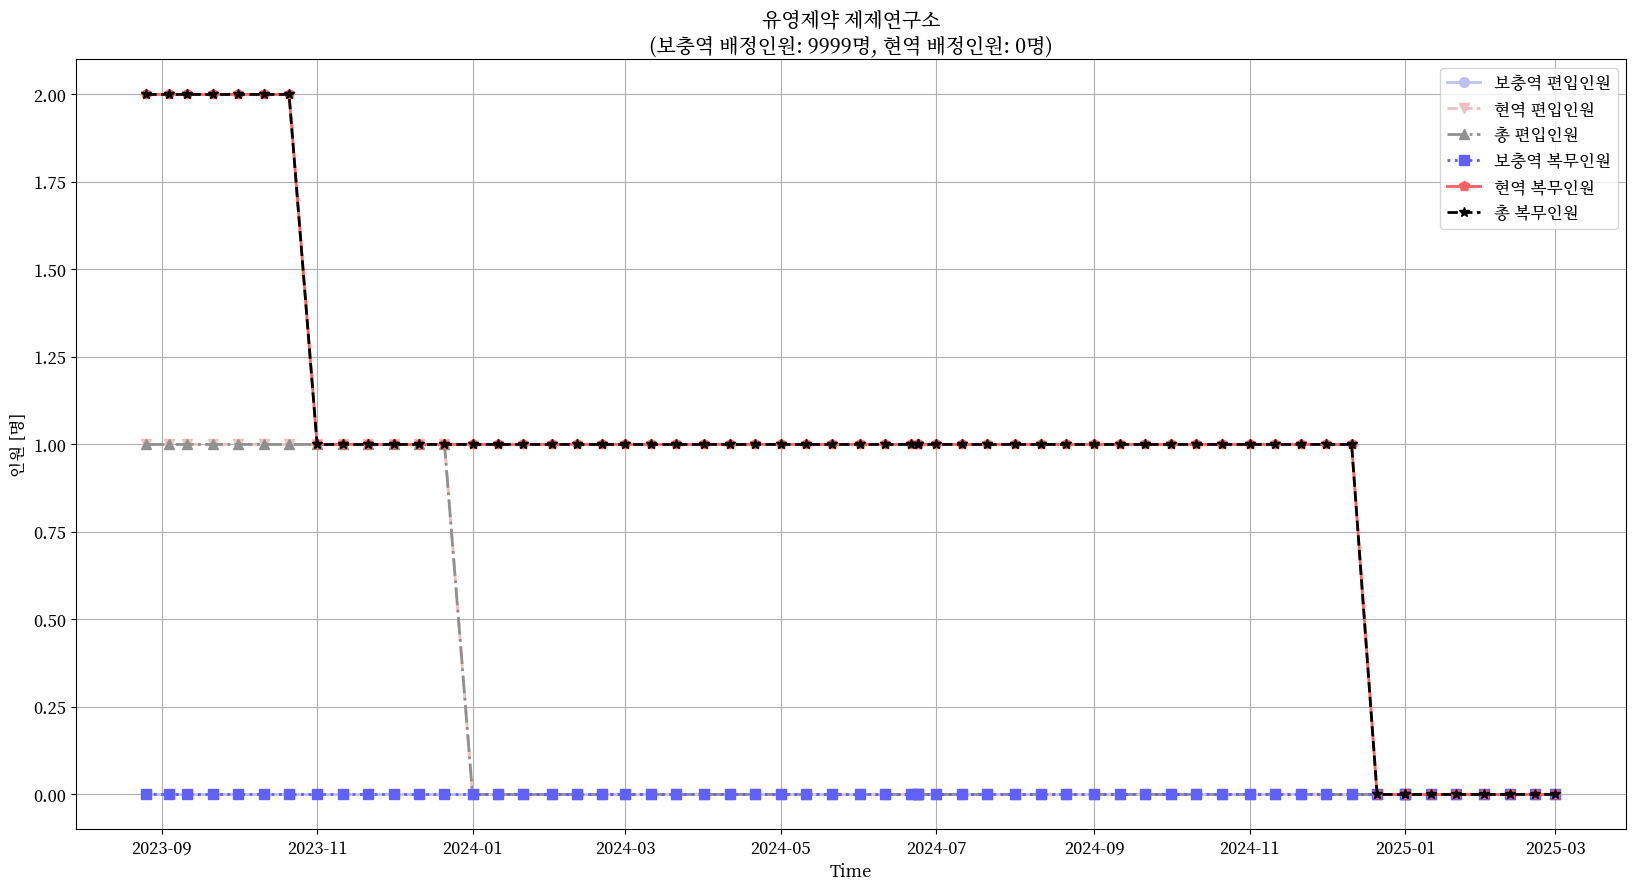 유영제약 제제연구소
(보충역 배정인원: 9999명, 현역 배정인원: 0명)
보충역 편입인원
현역 편입인원
총 편입인원
보충역 복무인원
현역 복무인원
총 복무인원
2.00
1.75
1.50
1.25
1.00
0.75
0.50
0.25
0.00
인원 [명]
2023-09
2023-11
2024-01
2024-03
2024-05
2024-07
2024-09
2024-11
2025-01
2025-03
Time